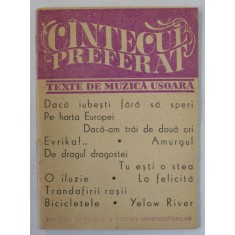 CÎNTECUL
PREFERAT
TEXTE DE MUZICĂ UȘOARĂ
Dacă iubești fără să speri
Pe harta Europei
Dacă-am trăi de două ori
Evrika!... • Amurgul
De dragul dragostei
Tu ești o stea
O iluzie • La felicità
Trandafirii roșii
Bicicletele • Yelow River